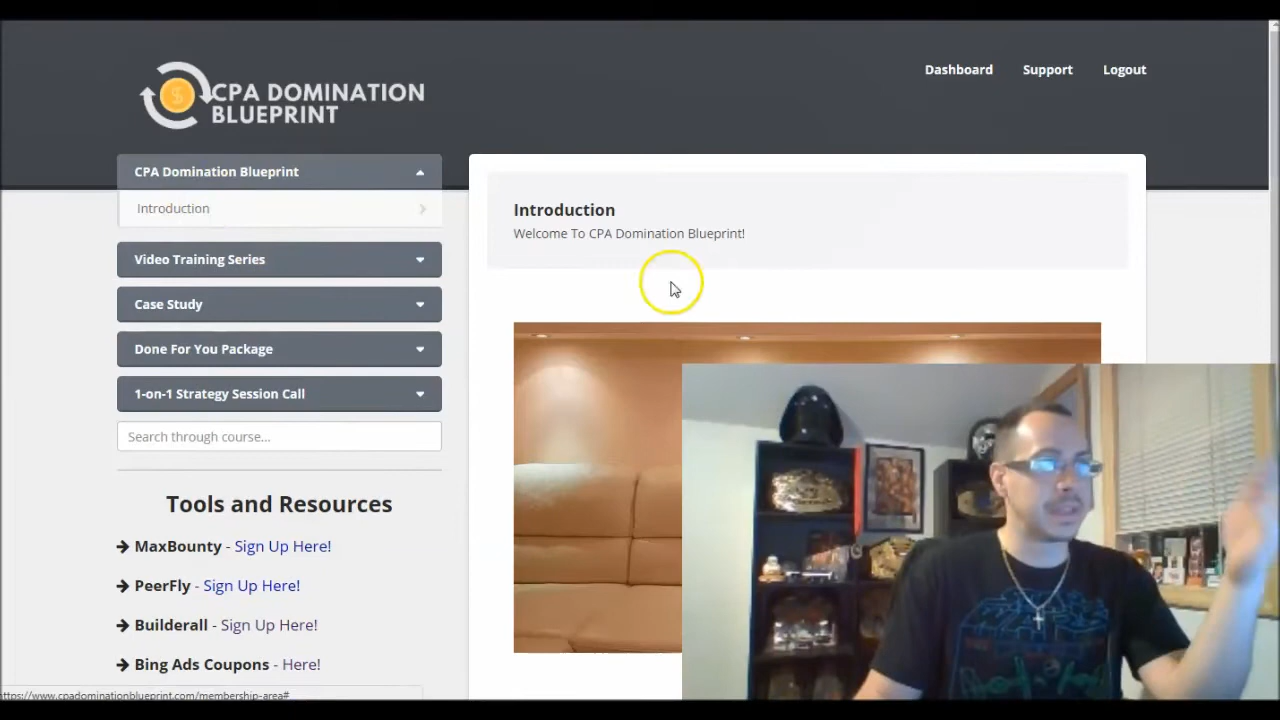 CPA DOMINATION
BLUEPRINT
Dashboard
Support
Logout
CPA Domination Blueprint
Introduction
Video Training Series
Case Study
Done For You Package
1-on-1 Strategy Session Call
Search through course...
Tools and Resources
MaxBounty - Sign Up Here!
PeerFly - Sign Up Here!
Builderall - Sign Up Here!
Bing Ads Coupons - Here!
Introduction
Welcome To CPA Domination Blueprint!
https://www.cpadominationblueprint.com/membership-area#